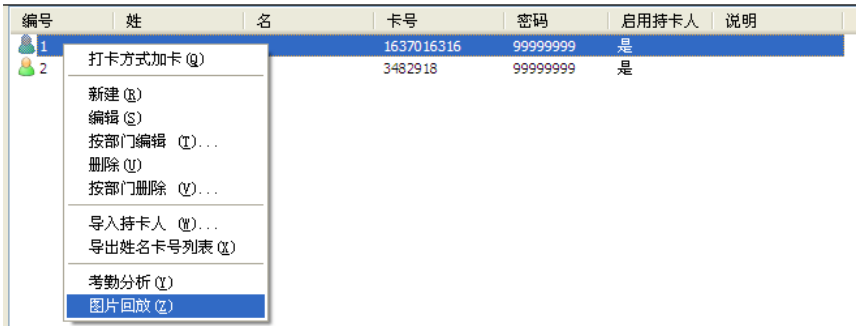 编号 姓 名 卡号 密码 启用持卡人 说明
1 1637016316 99999999 是
2 3482918 99999999 是
打卡方式加卡(Q)
新建(R)
编辑(S)
按部门编辑 (T)...
删除(U)
按部门删除 (V)...
导入持卡人 (W)...
导出姓名卡号列表(X)
考勤分析(Y)
图片回放(Z)